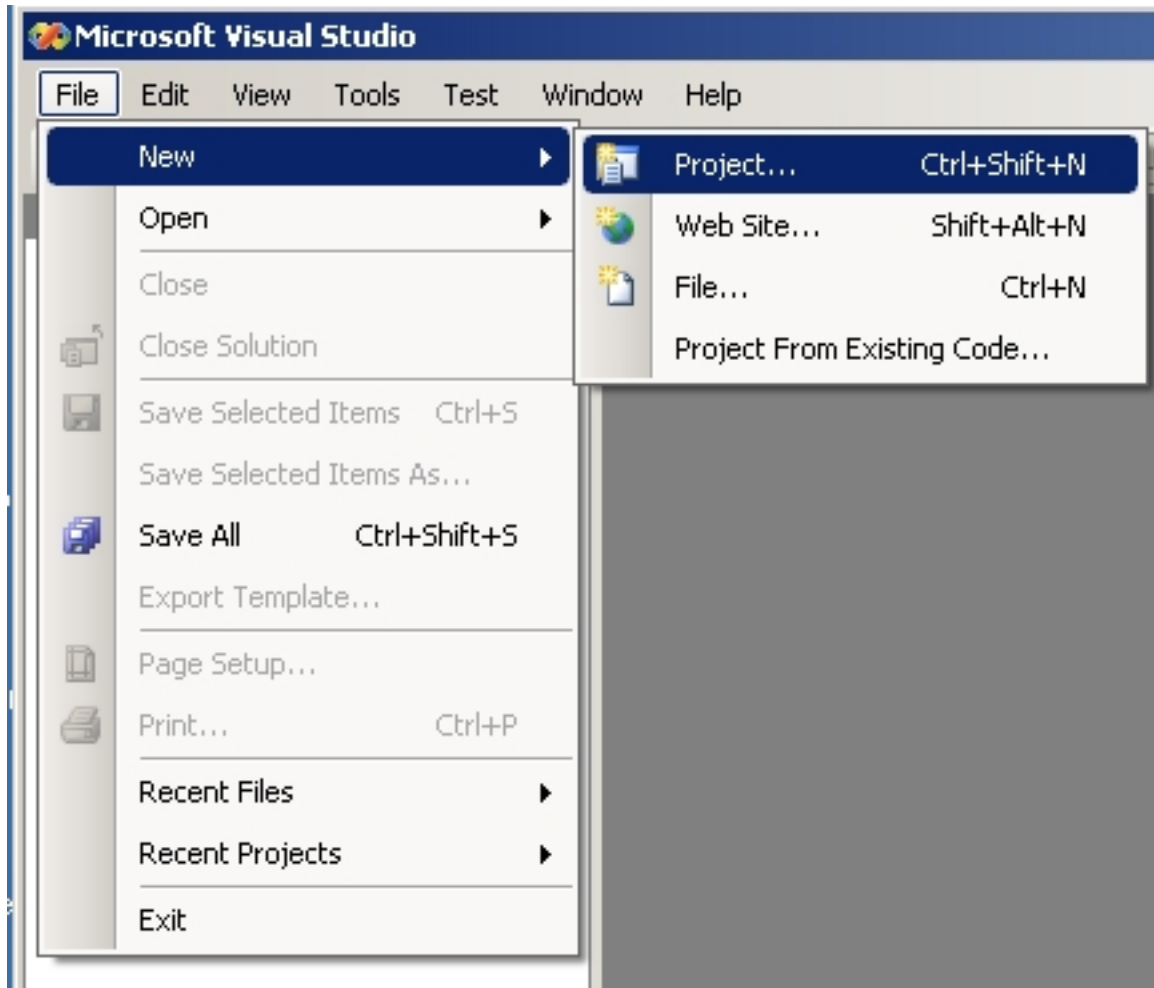 Microsoft Visual Studio
File Edit View Tools Test Window Help
New
Open
Close
Close Solution
Save Selected Items Ctrl+S
Save Selected Items As...
Save All Ctrl+Shift+S
Export Template...
Page Setup...
Print... Ctrl+P
Recent Files
Recent Projects
Exit
Project... Ctrl+Shift+N
Web Site... Shift+Alt+N
File... Ctrl+N
Project From Existing Code...